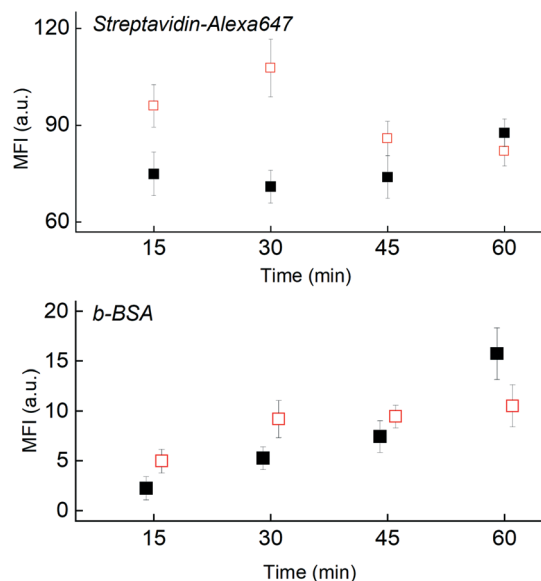 Streptavidin-Alexa647
120
90
60
MFI (a.u.)
15 30 45 60
Time (min)
b-BSA
20
15
10
5
0
MFI (a.u.)
15 30 45 60
Time (min)